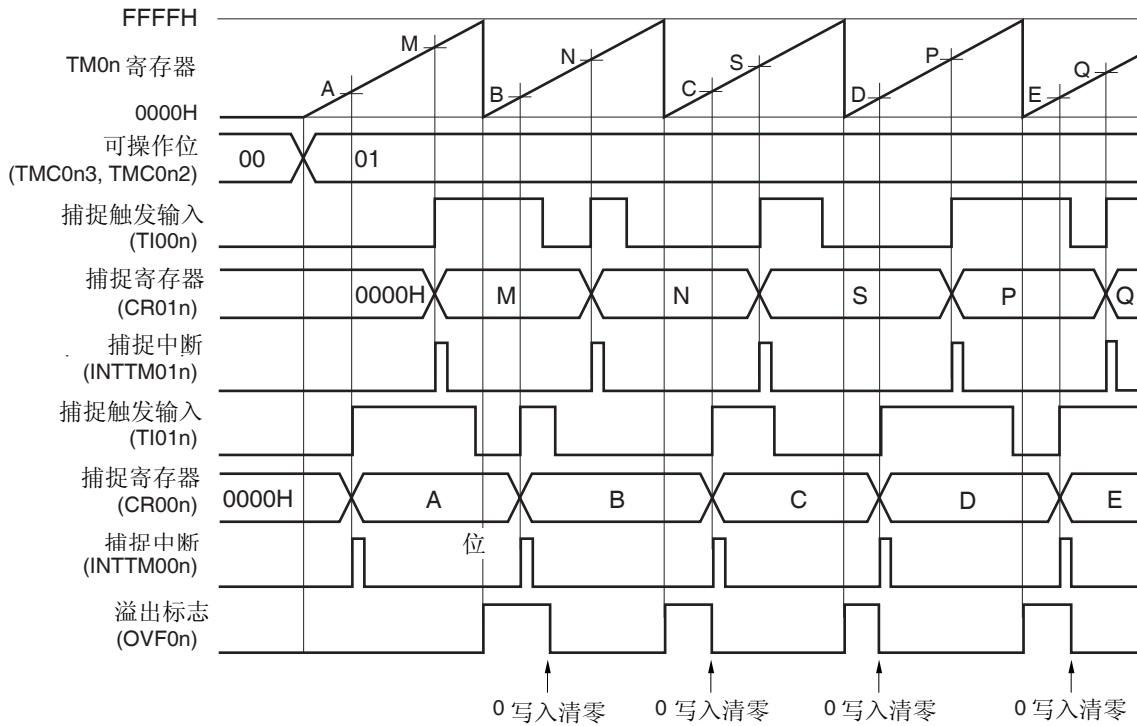 FFFFH
M
N
S
P
Q
TM0n 寄存器
A
B
C
D
E
0000H
可操作位
(TMC0n3, TMC0n2)
00
01
捕捉触发输入
(TI00n)
捕捉寄存器
(CR01n)
0000H
M
N
S
P
Q
捕捉中断
(INTTM01n)
捕捉触发输入
(TI01n)
捕捉寄存器
(CR00n)
0000H
A
B
C
D
E
捕捉中断
(INTTM00n)
位
溢出标志
(OVF0n)
0 写入清零
0 写入清零
0 写入清零
0 写入清零